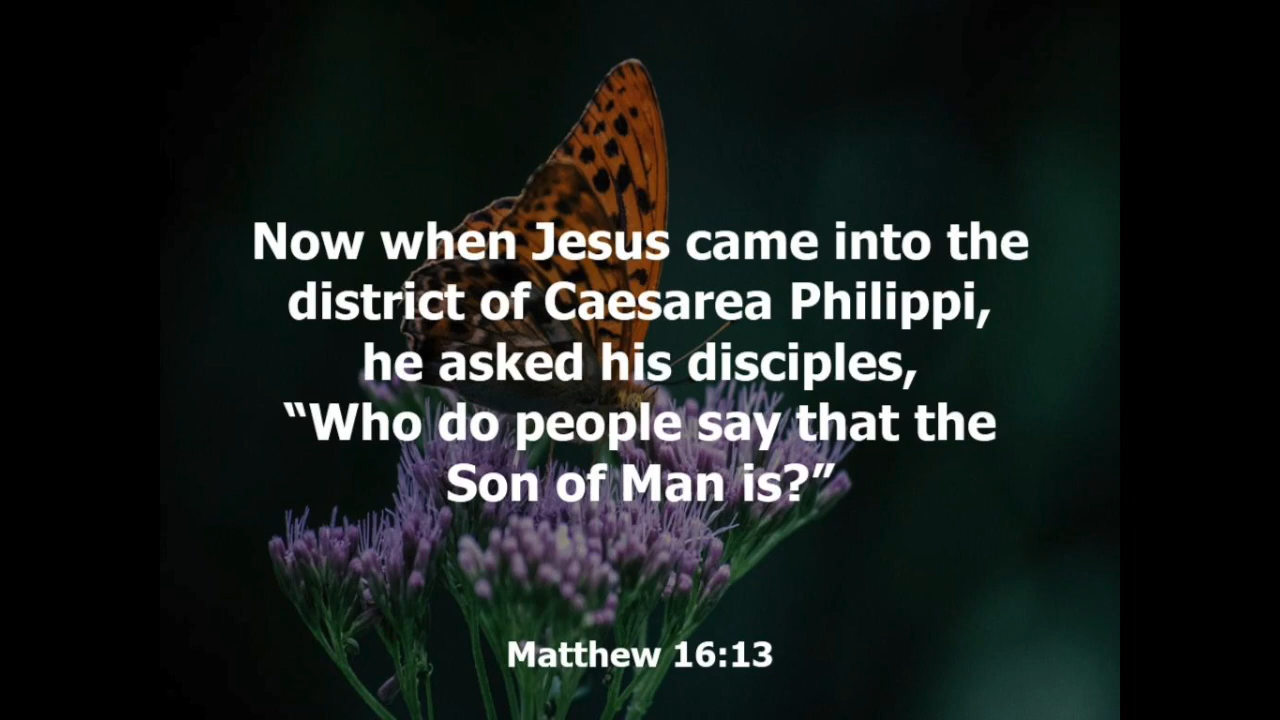 Now when Jesus came into the
district of Caesarea Philippi,
he asked his disciples,
“Who do people say that the
Son of Man is?”
Matthew 16:13